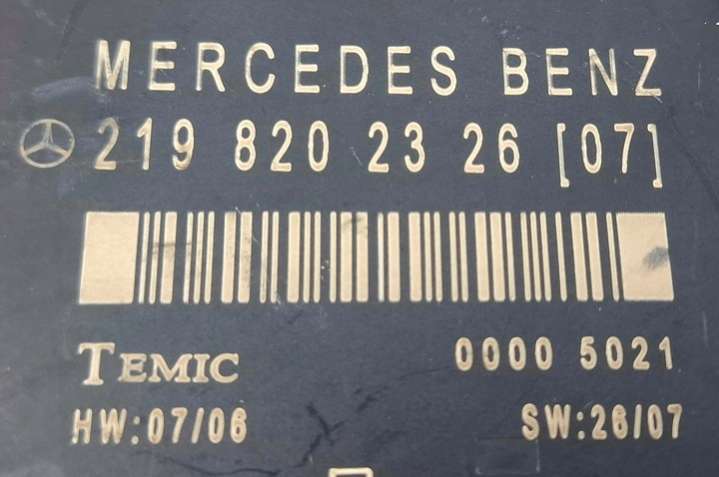 MERCEDES BENZ
219 820 23 26 [07]
TEMIC 0000 5021
HW:07/06 SW:26/07